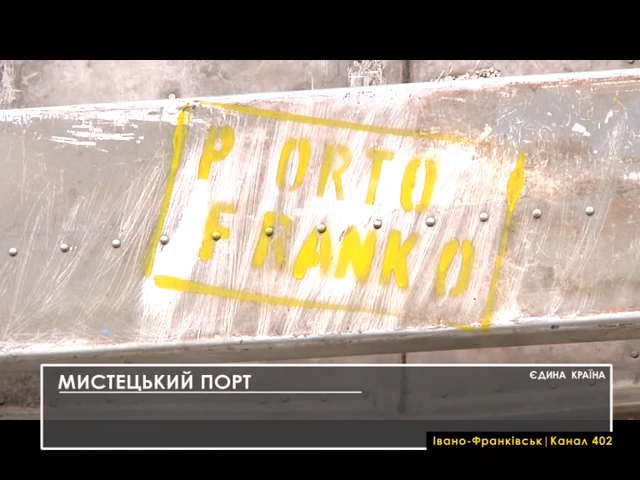 PORTO
FRANKO
МИСТЕЦЬКИЙ ПОРТ
ЄДИНА КРАЇНА
Івано-Франківськ|Канал 402